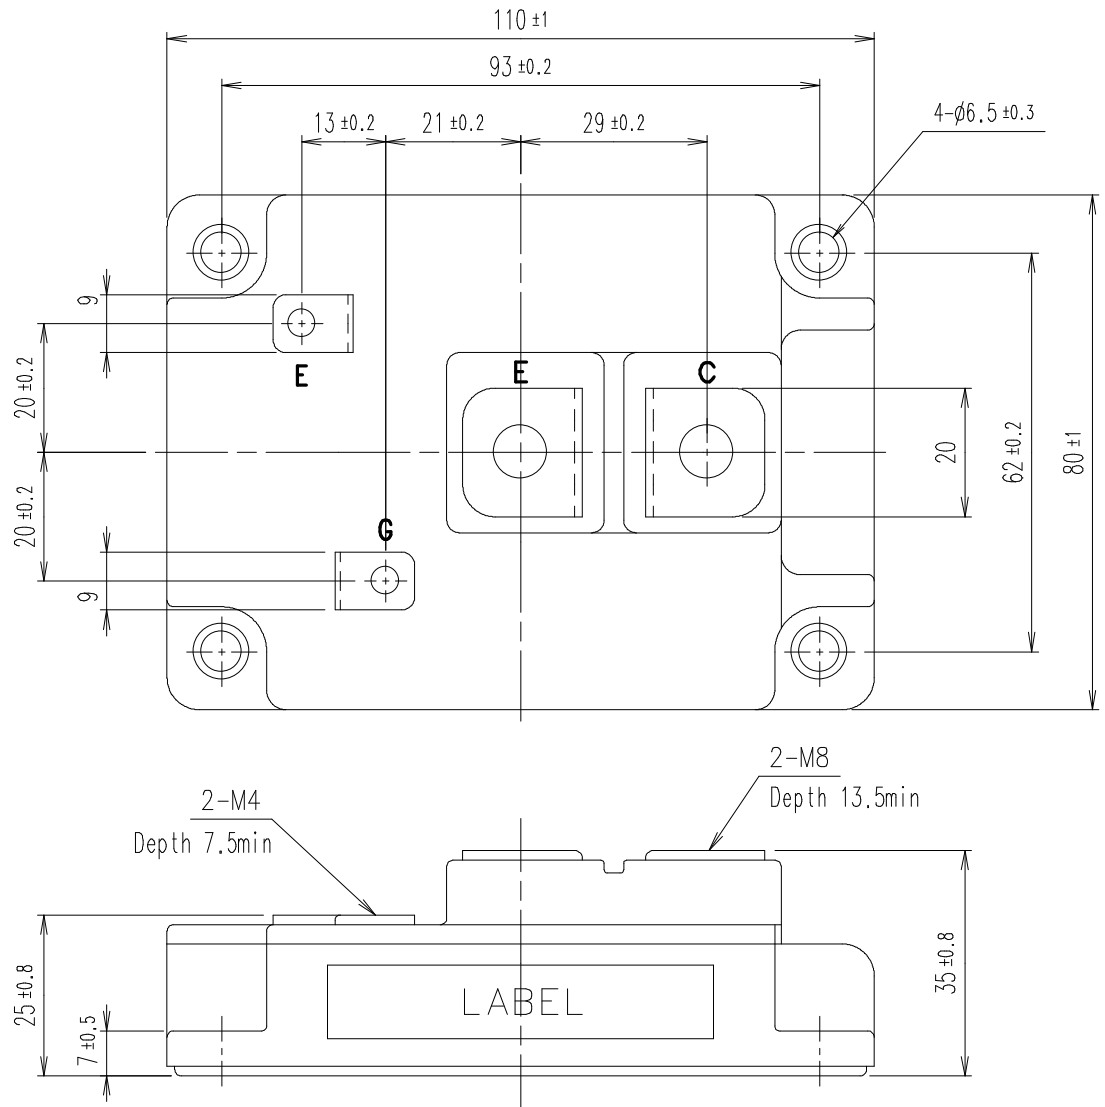 110 ±1
93 ±0.2
13 ±0.2
21 ±0.2
29 ±0.2
4-ø6.5 ±0.3
9
E
20 ±0.2
E
C
20
62 ±0.2
80 ±1
20 ±0.2
G
9
2-M8
Depth 13.5min
2-M4
Depth 7.5min
25 ±0.8
7 ±0.5
LABEL
35 ±0.8